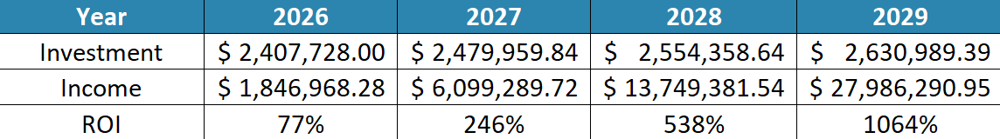 Year 2026 2027 2028 2029
Investment $ 2,407,728.00 $ 2,479,959.84 $ 2,554,358.64 $ 2,630,989.39
Income $ 1,846,968.28 $ 6,099,289.72 $ 13,749,381.54 $ 27,986,290.95
ROI 77% 246% 538% 1064%